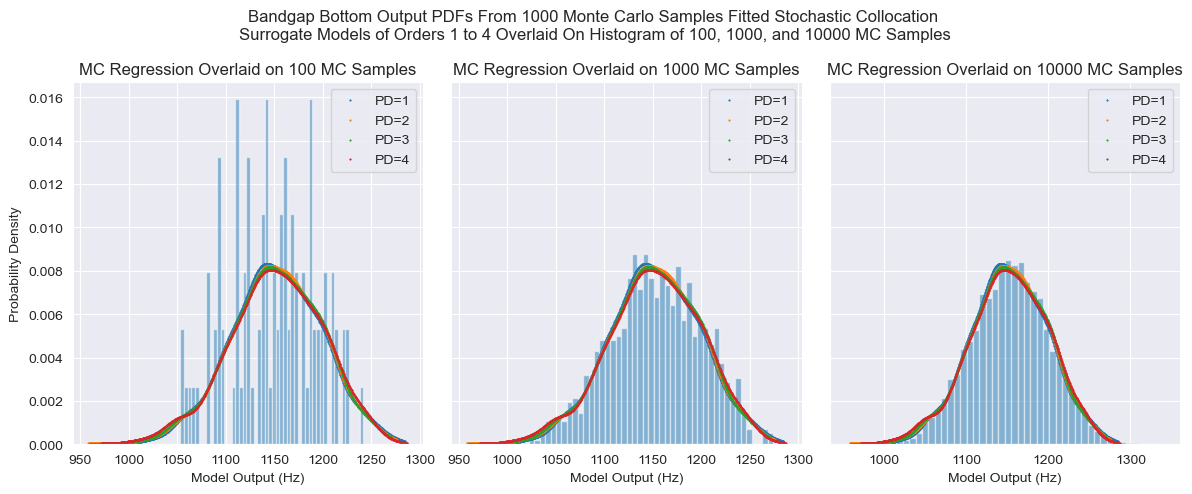 Bandgap Bottom Output PDFs From 1000 Monte Carlo Samples Fitted Stochastic Collocation
Surrogate Models of Orders 1 to 4 Overlaid On Histogram of 100, 1000, and 10000 MC Samples
MC Regression Overlaid on 100 MC Samples
MC Regression Overlaid on 1000 MC Samples
MC Regression Overlaid on 10000 MC Samples
Probability Density
0.016
0.014
0.012
0.010
0.008
0.006
0.004
0.002
0.000
PD=1
PD=2
PD=3
PD=4
PD=1
PD=2
PD=3
PD=4
PD=1
PD=2
PD=3
PD=4
950 1000 1050 1100 1150 1200 1250 1300
950 1000 1050 1100 1150 1200 1250 1300
1000 1100 1200 1300
Model Output (Hz)
Model Output (Hz)
Model Output (Hz)